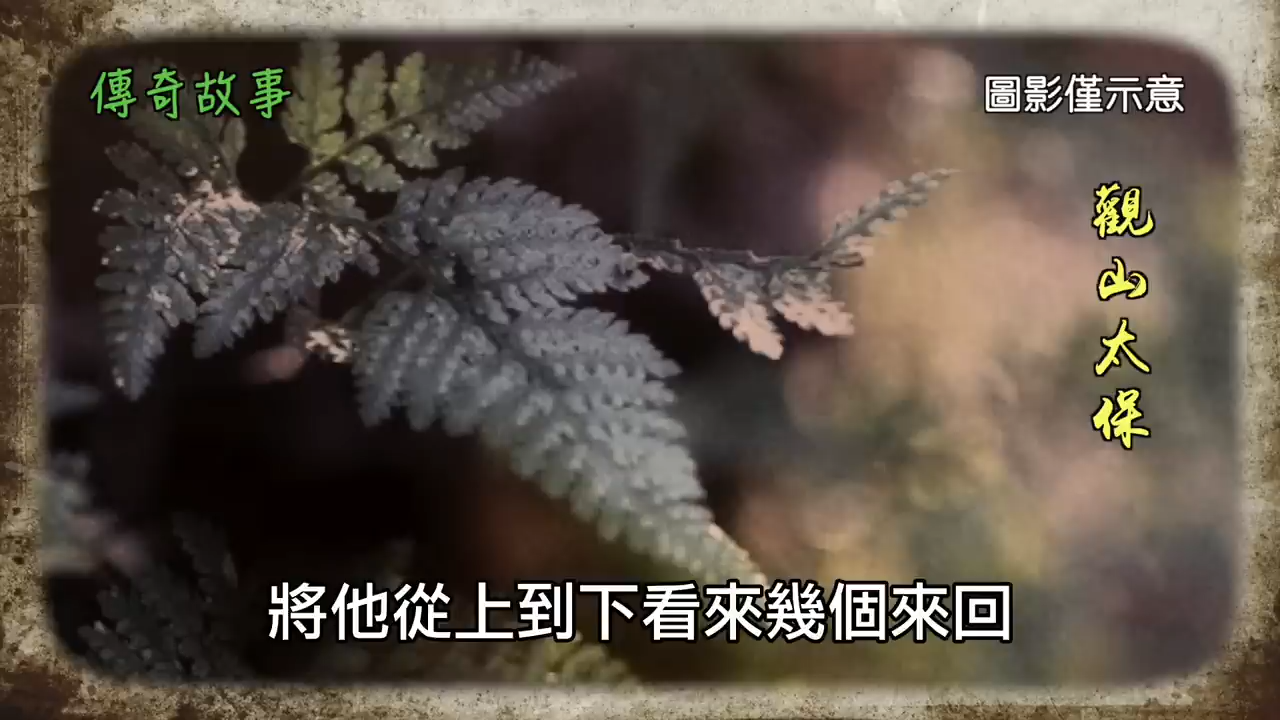 傳奇故事
圖影僅示意
觀山太保
將他從上到下看來幾個來回